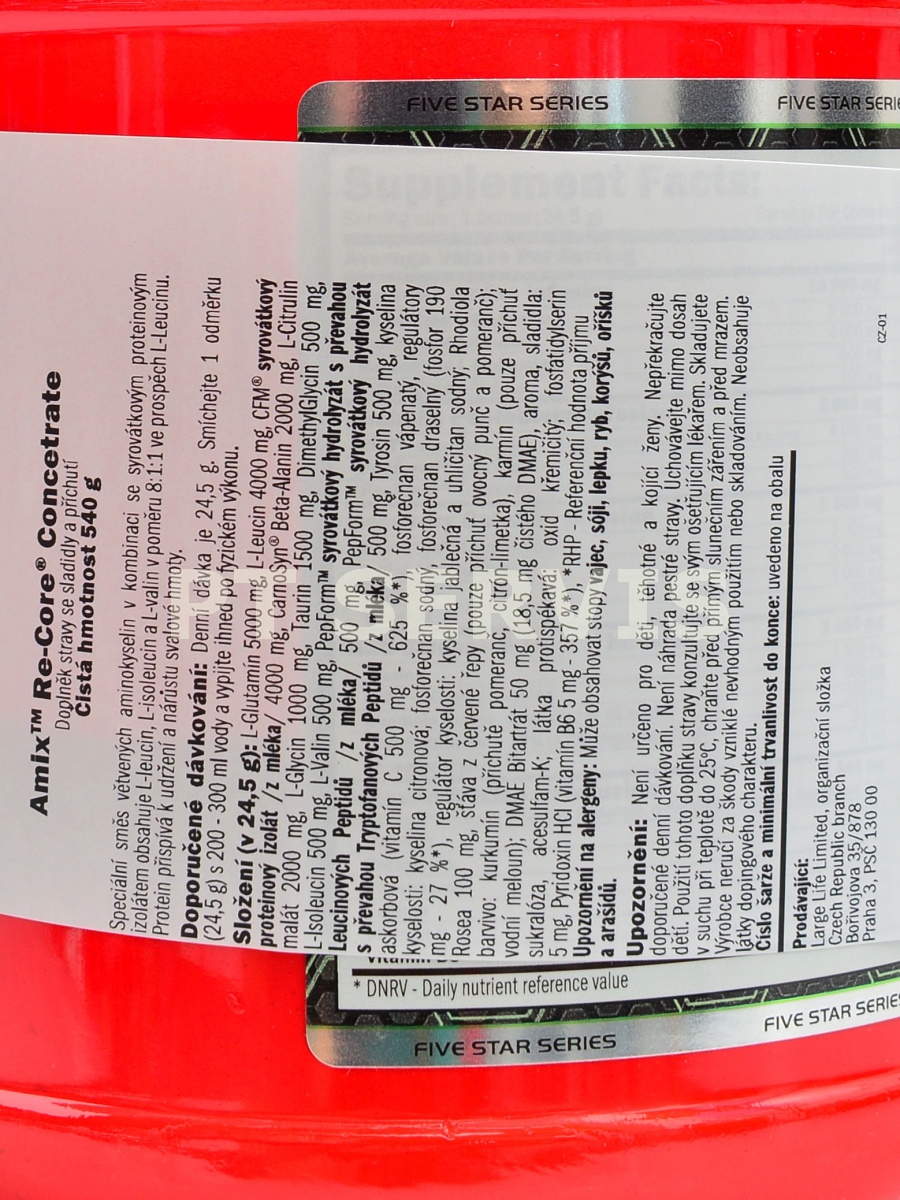 FIVE STAR SERIES
FIVE STAR SERIE
Supplement Facts:
Amix™ Re-Core® Concetrate
Doplněk stravy se sladidly a příchutí
Čistá hmotnost 540 g
Speciální směs větvených aminokyselin v kombinaci se syrovátkovým proteinovým
izolátem obsahuje L-leucin, L-isoleucin a L-valin v poměru 8:1:1 ve prospěch L-Leucinu.
Protein přispívá k udržení a nárůstu svalové hmoty.
Doporučené dávkování: Denní dávka je 24,5 g. Smíchejte 1 odměrku
(24,5 g) s 200 - 300 ml vody a vypijte ihned po fyzickém výkonu.
Složení (v 24,5 g): L-Glutamín 5000 mg, L-Leucin 4000 mg, CFM® syrovátkový
proteinový izolát /z mléka/ 4000 mg, CarnoSyn® Beta-Alanin 2000 mg, L-Citrulin
malát 2000 mg, L-Glycin 1000 mg, Taurin 1500 mg, DimethylGlycin 500 mg,
L-Isoleucin 500 mg, L-Valin 500 mg, PepForm™ syrovátkový hydrolyzát s převahou
Leucinových Peptidů /z mléka/ 500 mg, PepForm™ syrovátkový hydrolyzát
s převahou Tryptofanových Peptidů /z mléka/ 500 mg, Tyrosin 500 mg, kyselina
askorbová (vitamín C 500 mg - 625 %*), fosforečnan vápenatý, regulátory
kyselosti: kyselina citronová; fosforečnan sodný, fosforečnan draselný (fosfor 190
mg - 27 %*), regulátor kyselosti: kyselina jablečná a uhličitan sodný; Rhodiola
Rosea 100 mg, šťáva z červené řepy (pouze příchuť ovocný punč a pomeranč);
barvivo: kurkumín (příchutě pomeranč, citrón-limetka), karmín (pouze příchuť
vodní meloun); DMAE Bitartrát 50 mg (18,5 mg čistého DMAE), aroma, sladidla:
sukralóza, acesulfam-K, látka protispékavá: oxid křemičitý; fosfatidylserin
5 mg, Pyridoxin HCl (vitamín B6 5 mg - 357 %*), *RHP - Referenční hodnota příjmu
Upozornění na alergeny: Může obsahovat stopy vajec, sóji, lepku, ryb, korýšů, oříšků
a arašídů.
Upozornění: Není určeno pro děti, těhotné a kojící ženy. Nepřekračujte
doporučené denní dávkování. Není náhrada pestré stravy. Uchovávejte mimo dosah
dětí. Použití tohoto doplňku stravy konzultujte se svým ošetřujícím lékařem. Skladujete
v suchu při teplotě do 25°C, chraňte před přímým slunečním zářením a před mrazem.
Výrobce neručí za škody vzniklé nevhodným použitím nebo skladováním. Neobsahuje
látky dopingového charakteru.
Číslo šarže a minimální trvanlivost do konce: uvedeno na obalu
Prodávající:
Large Life Limited, organizační složka
Czech Republic branch
Bořivojova 35/878
Praha 3, PSČ 130 00
CZ-01
* DNRV - Daily nutrient reference value
FIVE STAR SERIES
FIVE STAR SERIES
PT SERVIS